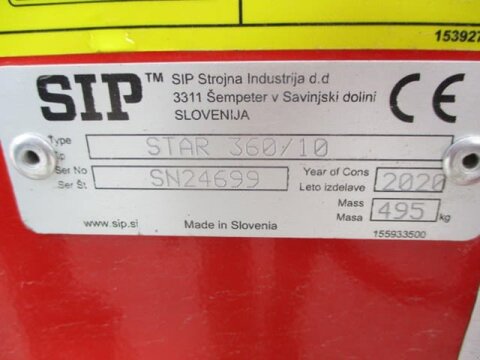 153927
SIP™ SIP Strojna Industrija d.d
3311 Šempeter v Savinjski dolini
SLOVENIJA
CE
Type
STAR 360/10
Ser No
Ser Št.
SN24699
Year of Cons
Leto izdelave
2020
Mass
Masa
495 kg
www.sip.si
Made in Slovenia
155933500